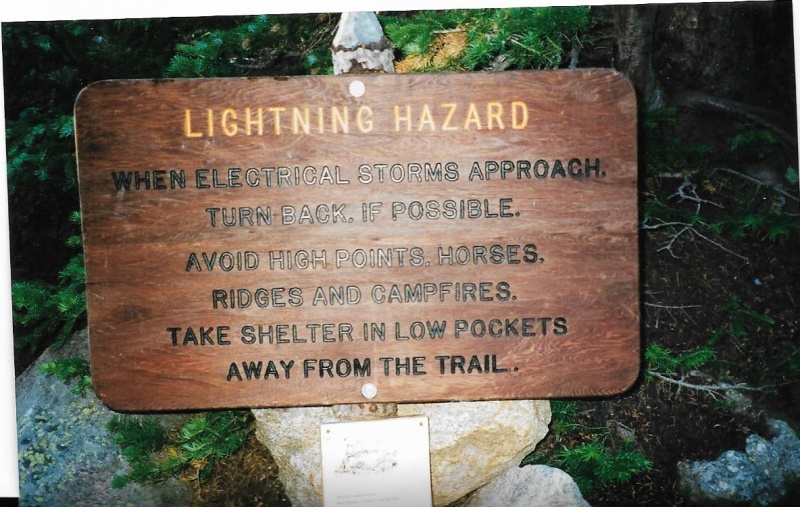 LIGHTNING HAZARD
WHEN ELECTRICAL STORMS APPROACH,
TURN BACK, IF POSSIBLE.
AVOID HIGH POINTS, HORSES,
RIDGES AND CAMPFIRES.
TAKE SHELTER IN LOW POCKETS
AWAY FROM THE TRAIL.